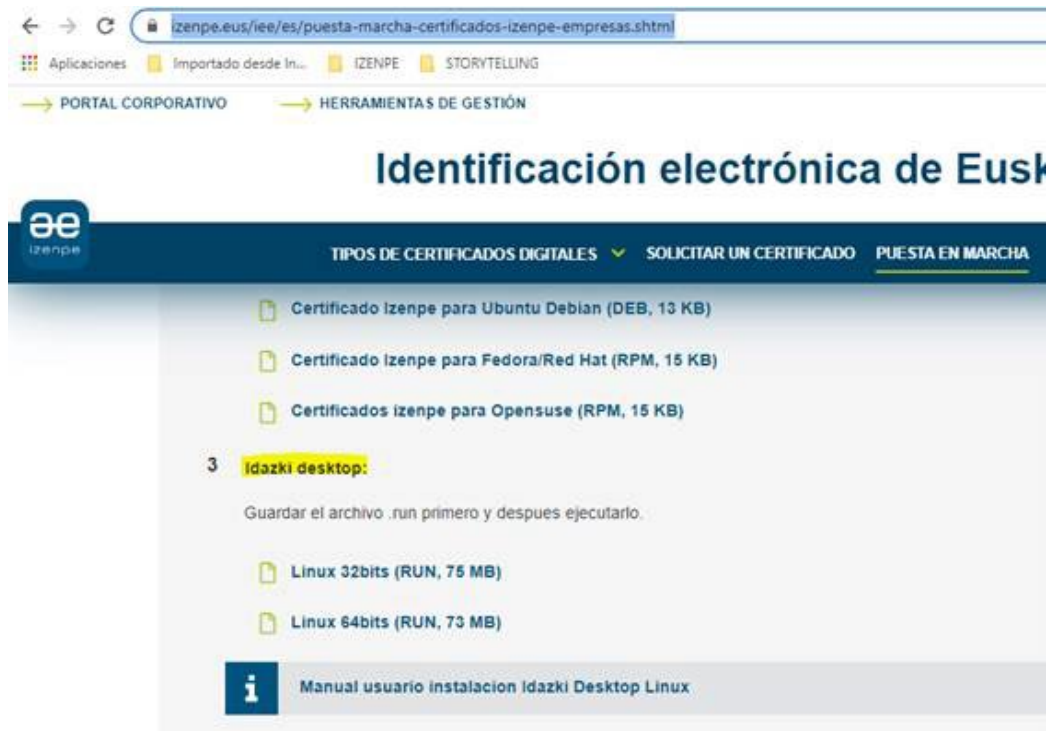 izenpe.eus/iee/es/puesta-marcha-certificados-izenpe-empresas.shtml
Aplicaciones Importado desde In... IZENPE STORYTELLING
PORTAL CORPORATIVO HERRAMIENTAS DE GESTIÓN
Identificación electrónica de Eusk
izenpe
TIPOS DE CERTIFICADOS DIGITALES SOLICITAR UN CERTIFICADO PUESTA EN MARCHA
Certificado Izenpe para Ubuntu Debian (DEB, 13 KB)
Certificado Izenpe para Fedora/Red Hat (RPM, 15 KB)
Certificados izenpe para Opensuse (RPM, 15 KB)
3 Idazki desktop:
Guardar el archivo .run primero y despues ejecutarlo.
Linux 32bits (RUN, 75 MB)
Linux 64bits (RUN, 73 MB)
Manual usuario instalacion Idazki Desktop Linux